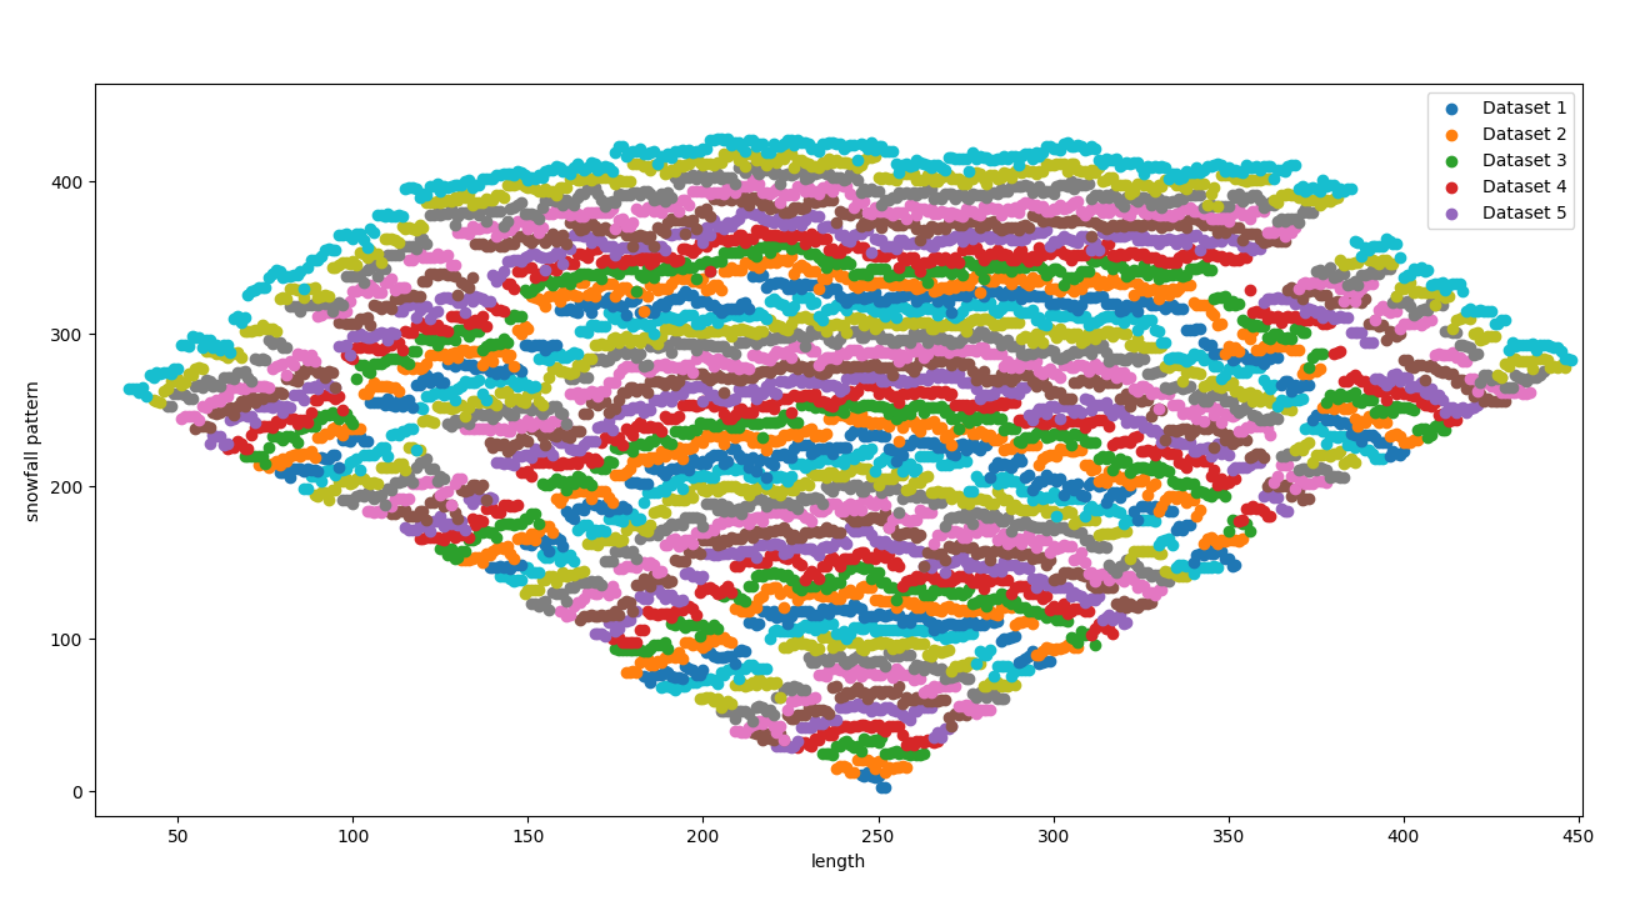 Dataset 1
Dataset 2
Dataset 3
Dataset 4
Dataset 5
snowfall pattern
400
300
200
100
0
50 100 150 200 250 300 350 400 450
length